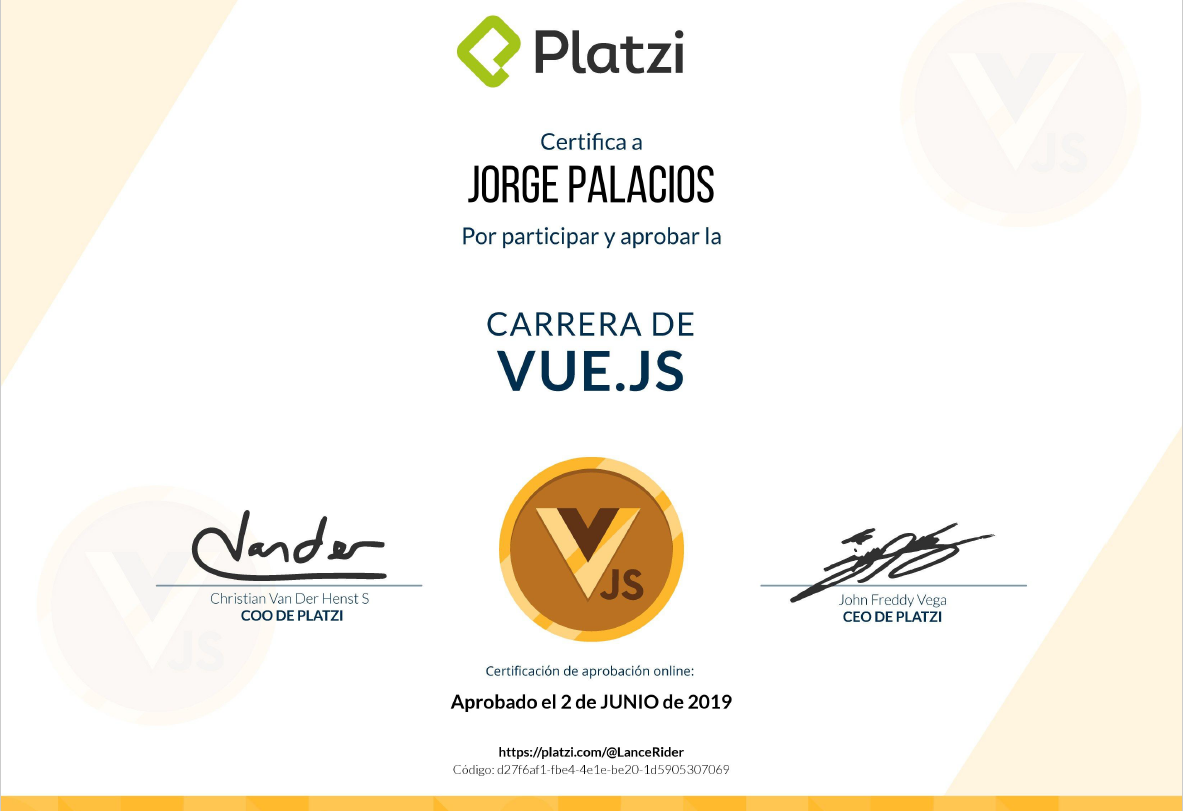 Platzi
Certifica a
JORGE PALACIOS
Por participar y aprobar la
CARRERA DE
VUE.JS
JS
JS
Vander
Christian Van Der Henst S
COO DE PLATZI
JS
John Freddy Vega
CEO DE PLATZI
Certificación de aprobación online:
Aprobado el 2 de JUNIO de 2019
https://platzi.com/@LanceRider
Código: d27f6af1-fbe4-4e1e-be20-1d5905307069